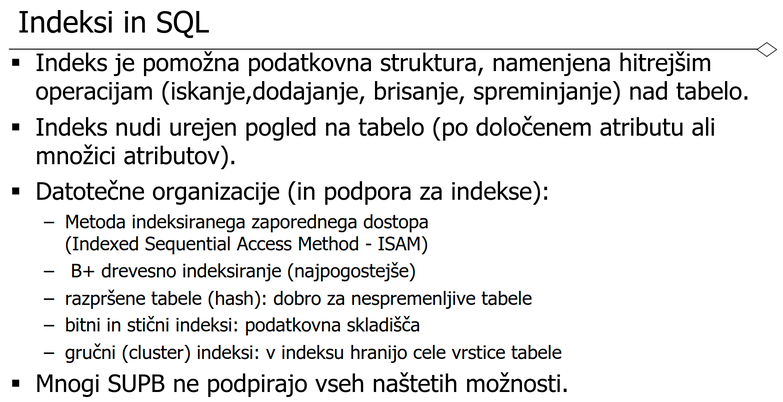 Indeksi in SQL
▪ Indeks je pomožna podatkovna struktura, namenjena hitrejšim
operacijam (iskanje,dodajanje, brisanje, spreminjanje) nad tabelo.
▪ Indeks nudi urejen pogled na tabelo (po določenem atributu ali
množici atributov).
▪ Datotečne organizacije (in podpora za indekse):
– Metoda indeksiranega zaporednega dostopa
(Indexed Sequential Access Method - ISAM)
– B+ drevesno indeksiranje (najpogostejše)
– razpršene tabele (hash): dobro za nespremenljive tabele
– bitni in stični indeksi: podatkovna skladišča
– gručni (cluster) indeksi: v indeksu hranijo cele vrstice tabele
▪ Mnogi SUPB ne podpirajo vseh naštetih možnosti.